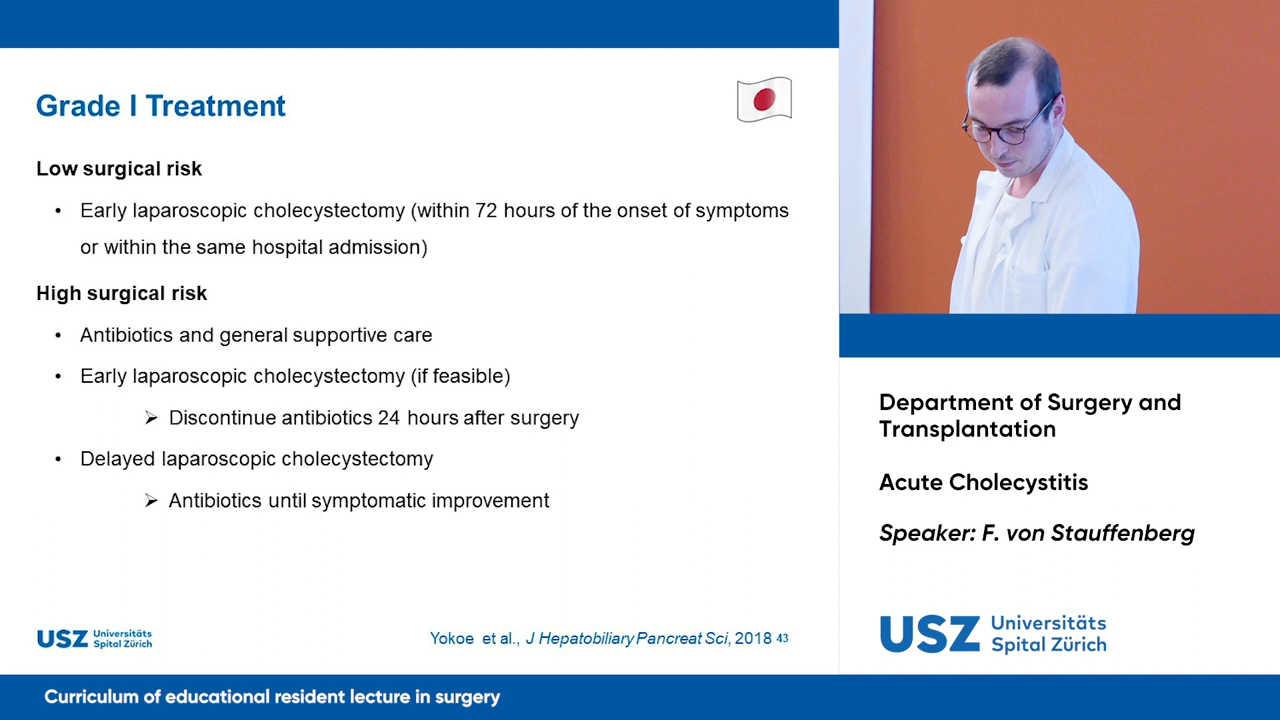 Grade I Treatment
Low surgical risk
• Early laparoscopic cholecystectomy (within 72 hours of the onset of symptoms
or within the same hospital admission)
High surgical risk
• Antibiotics and general supportive care
• Early laparoscopic cholecystectomy (if feasible)
➢ Discontinue antibiotics 24 hours after surgery
• Delayed laparoscopic cholecystectomy
➢ Antibiotics until symptomatic improvement
USZ Universitäts
Spital Zürich
Yokoe et al., J Hepatobiliary Pancreat Sci, 2018 43
Department of Surgery and
Transplantation
Acute Cholecystitis
Speaker: F. von Stauffenberg
USZ Universitäts
Spital Zürich
Curriculum of educational resident lecture in surgery